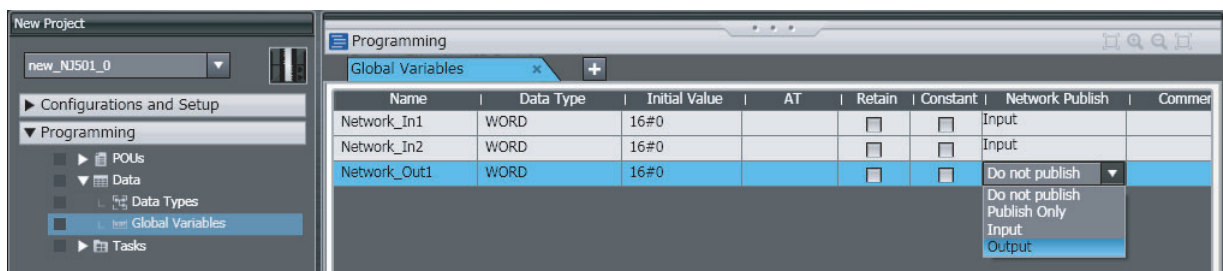 New Project
new_NJ501_0
Configurations and Setup
Programming
POUs
Data
Data Types
Global Variables
Tasks
Programming
Global Variables
Name Data Type Initial Value AT Retain Constant Network Publish Commen
Network_In1 WORD 16#0 Input
Network_In2 WORD 16#0 Input
Network_Out1 WORD 16#0 Do not publish
Do not publish
Publish Only
Input
Output